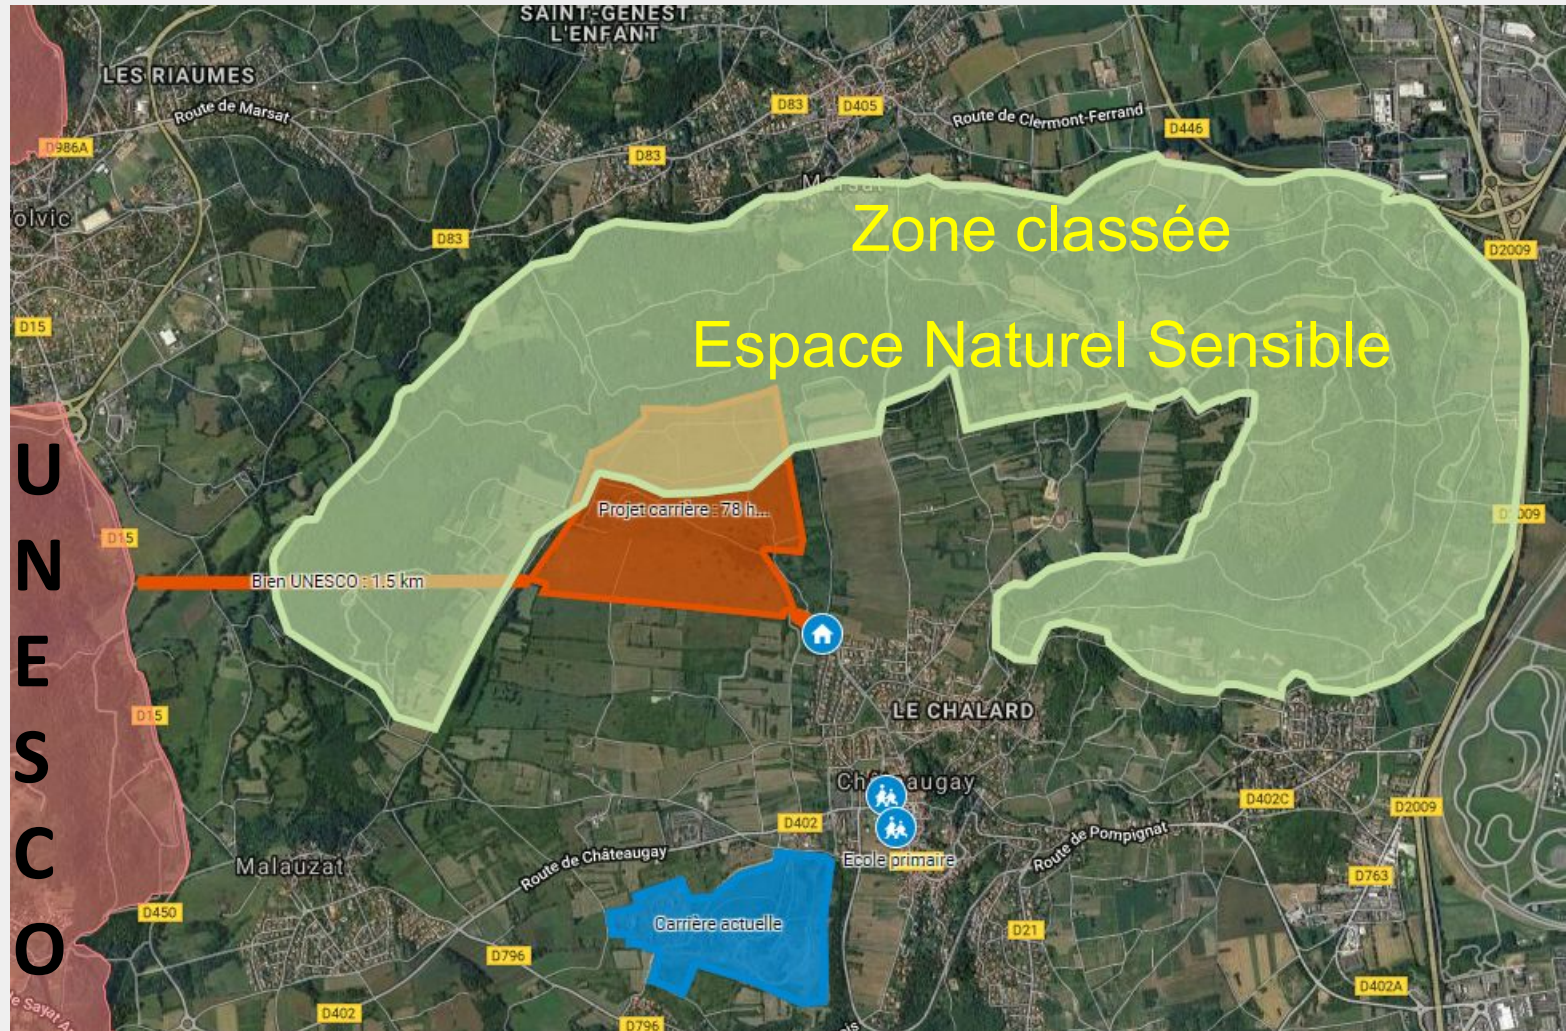 SAINT-GENEST
L'ENFANT
LES RIAUMES
Route de Marsat
D83
D405
Route de Clermont-Ferrand
D446
D986A
D83
Marsat
olvic
Zone classée
D83
D2009
D15
Espace Naturel Sensible
UNESCO
Projet carrière : 78 h...
D2009
D15
Bien UNESCO : 1.5 km
D15
LE CHALARD
Châteaugay
D402C
D2009
D402
Route de Pompignat
Route de Châteaugay
Ecole primaire
Malauzat
D763
D450
Carrière actuelle
D21
D796
D402A
D402
D796